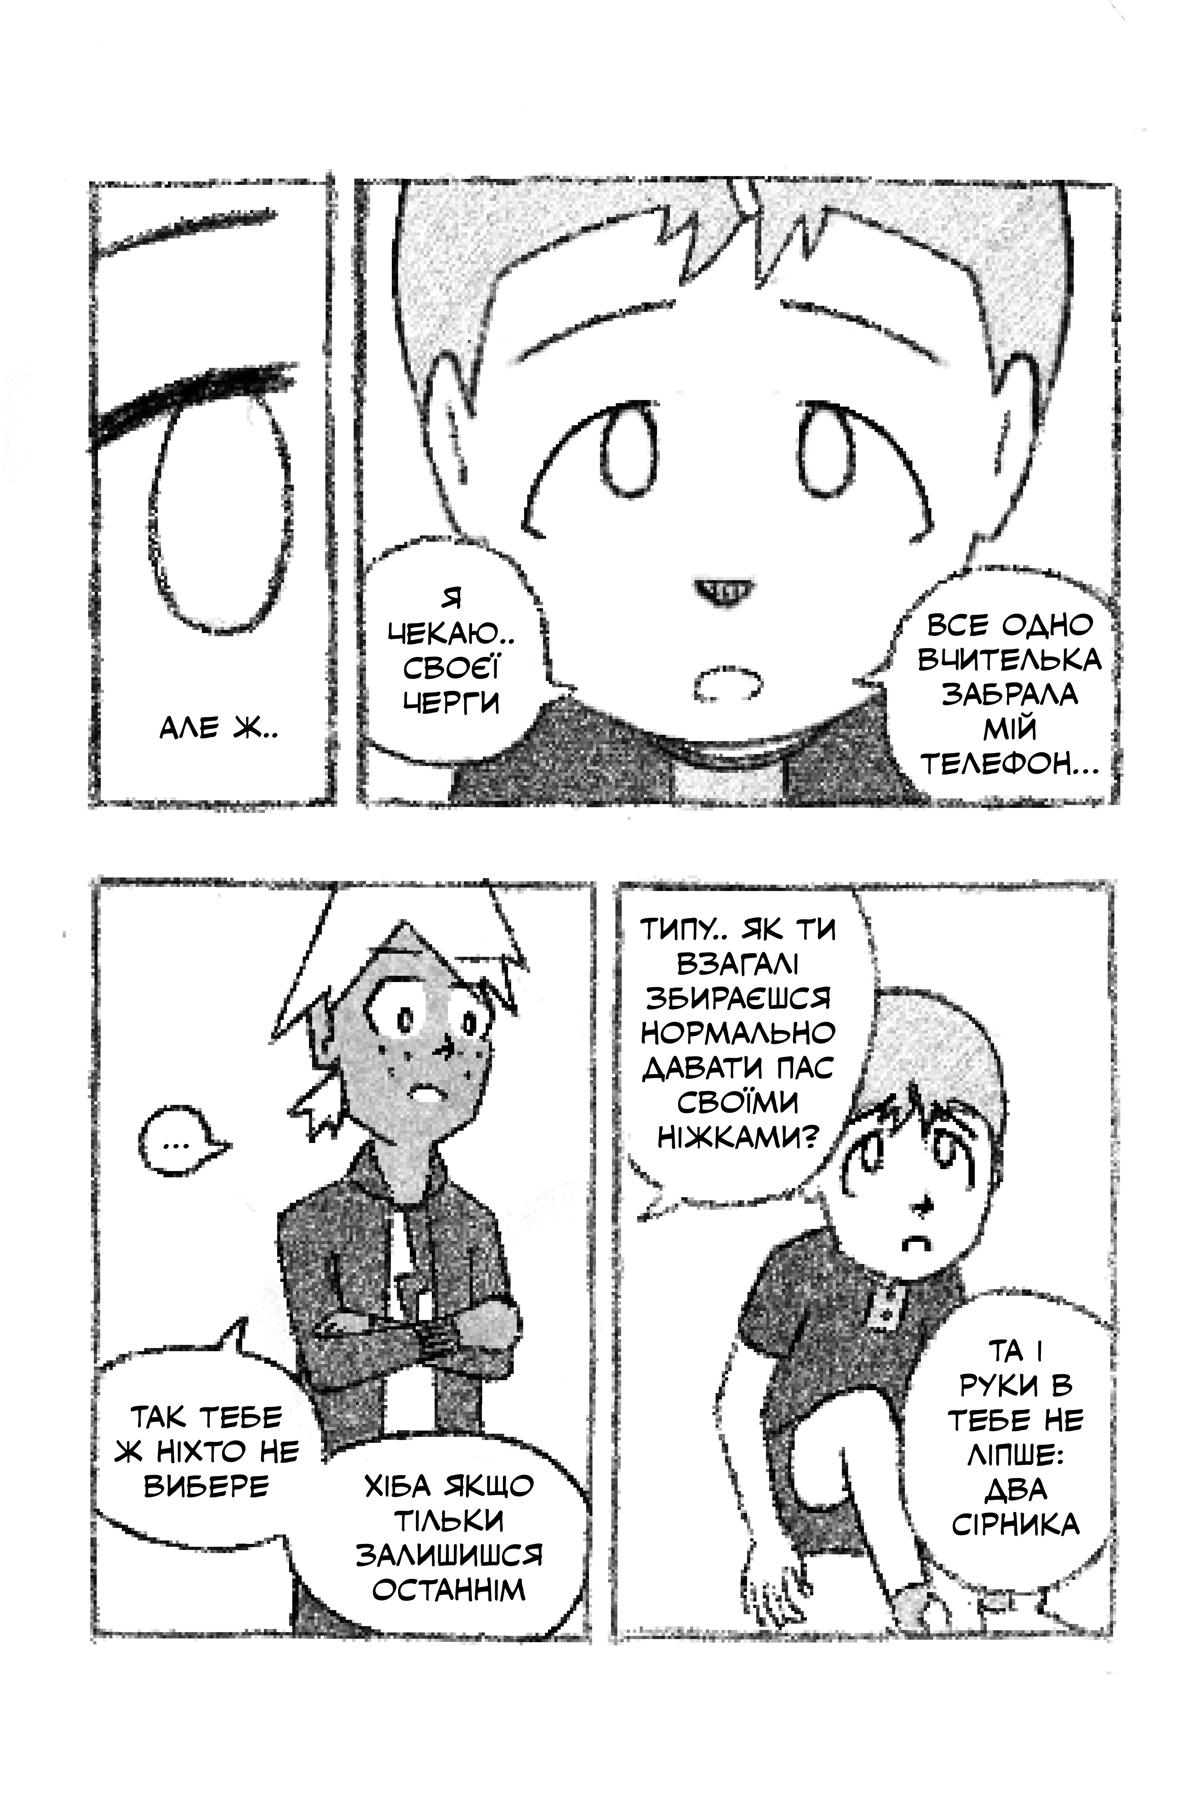 АЛЕ Ж..
Я
ЧЕКАЮ..
СВОЄЇ
ЧЕРГИ
ВСЕ ОДНО
ВЧИТЕЛЬКА
ЗАБРАЛА
МІЙ
ТЕЛЕФОН...
...
ТАК ТЕБЕ
Ж НІХТО НЕ
ВИБЕРЕ
ХІБА ЯКЩО
ТІЛЬКИ
ЗАЛИШИШСЯ
ОСТАННІМ
ТИПУ.. ЯК ТИ
ВЗАГАЛІ
ЗБИРАЄШСЯ
НОРМАЛЬНО
ДАВАТИ ПАС
СВОЇМИ
НІЖКАМИ?
ТА І
РУКИ В
ТЕБЕ НЕ
ЛІПШЕ:
ДВА
СІРНИКА